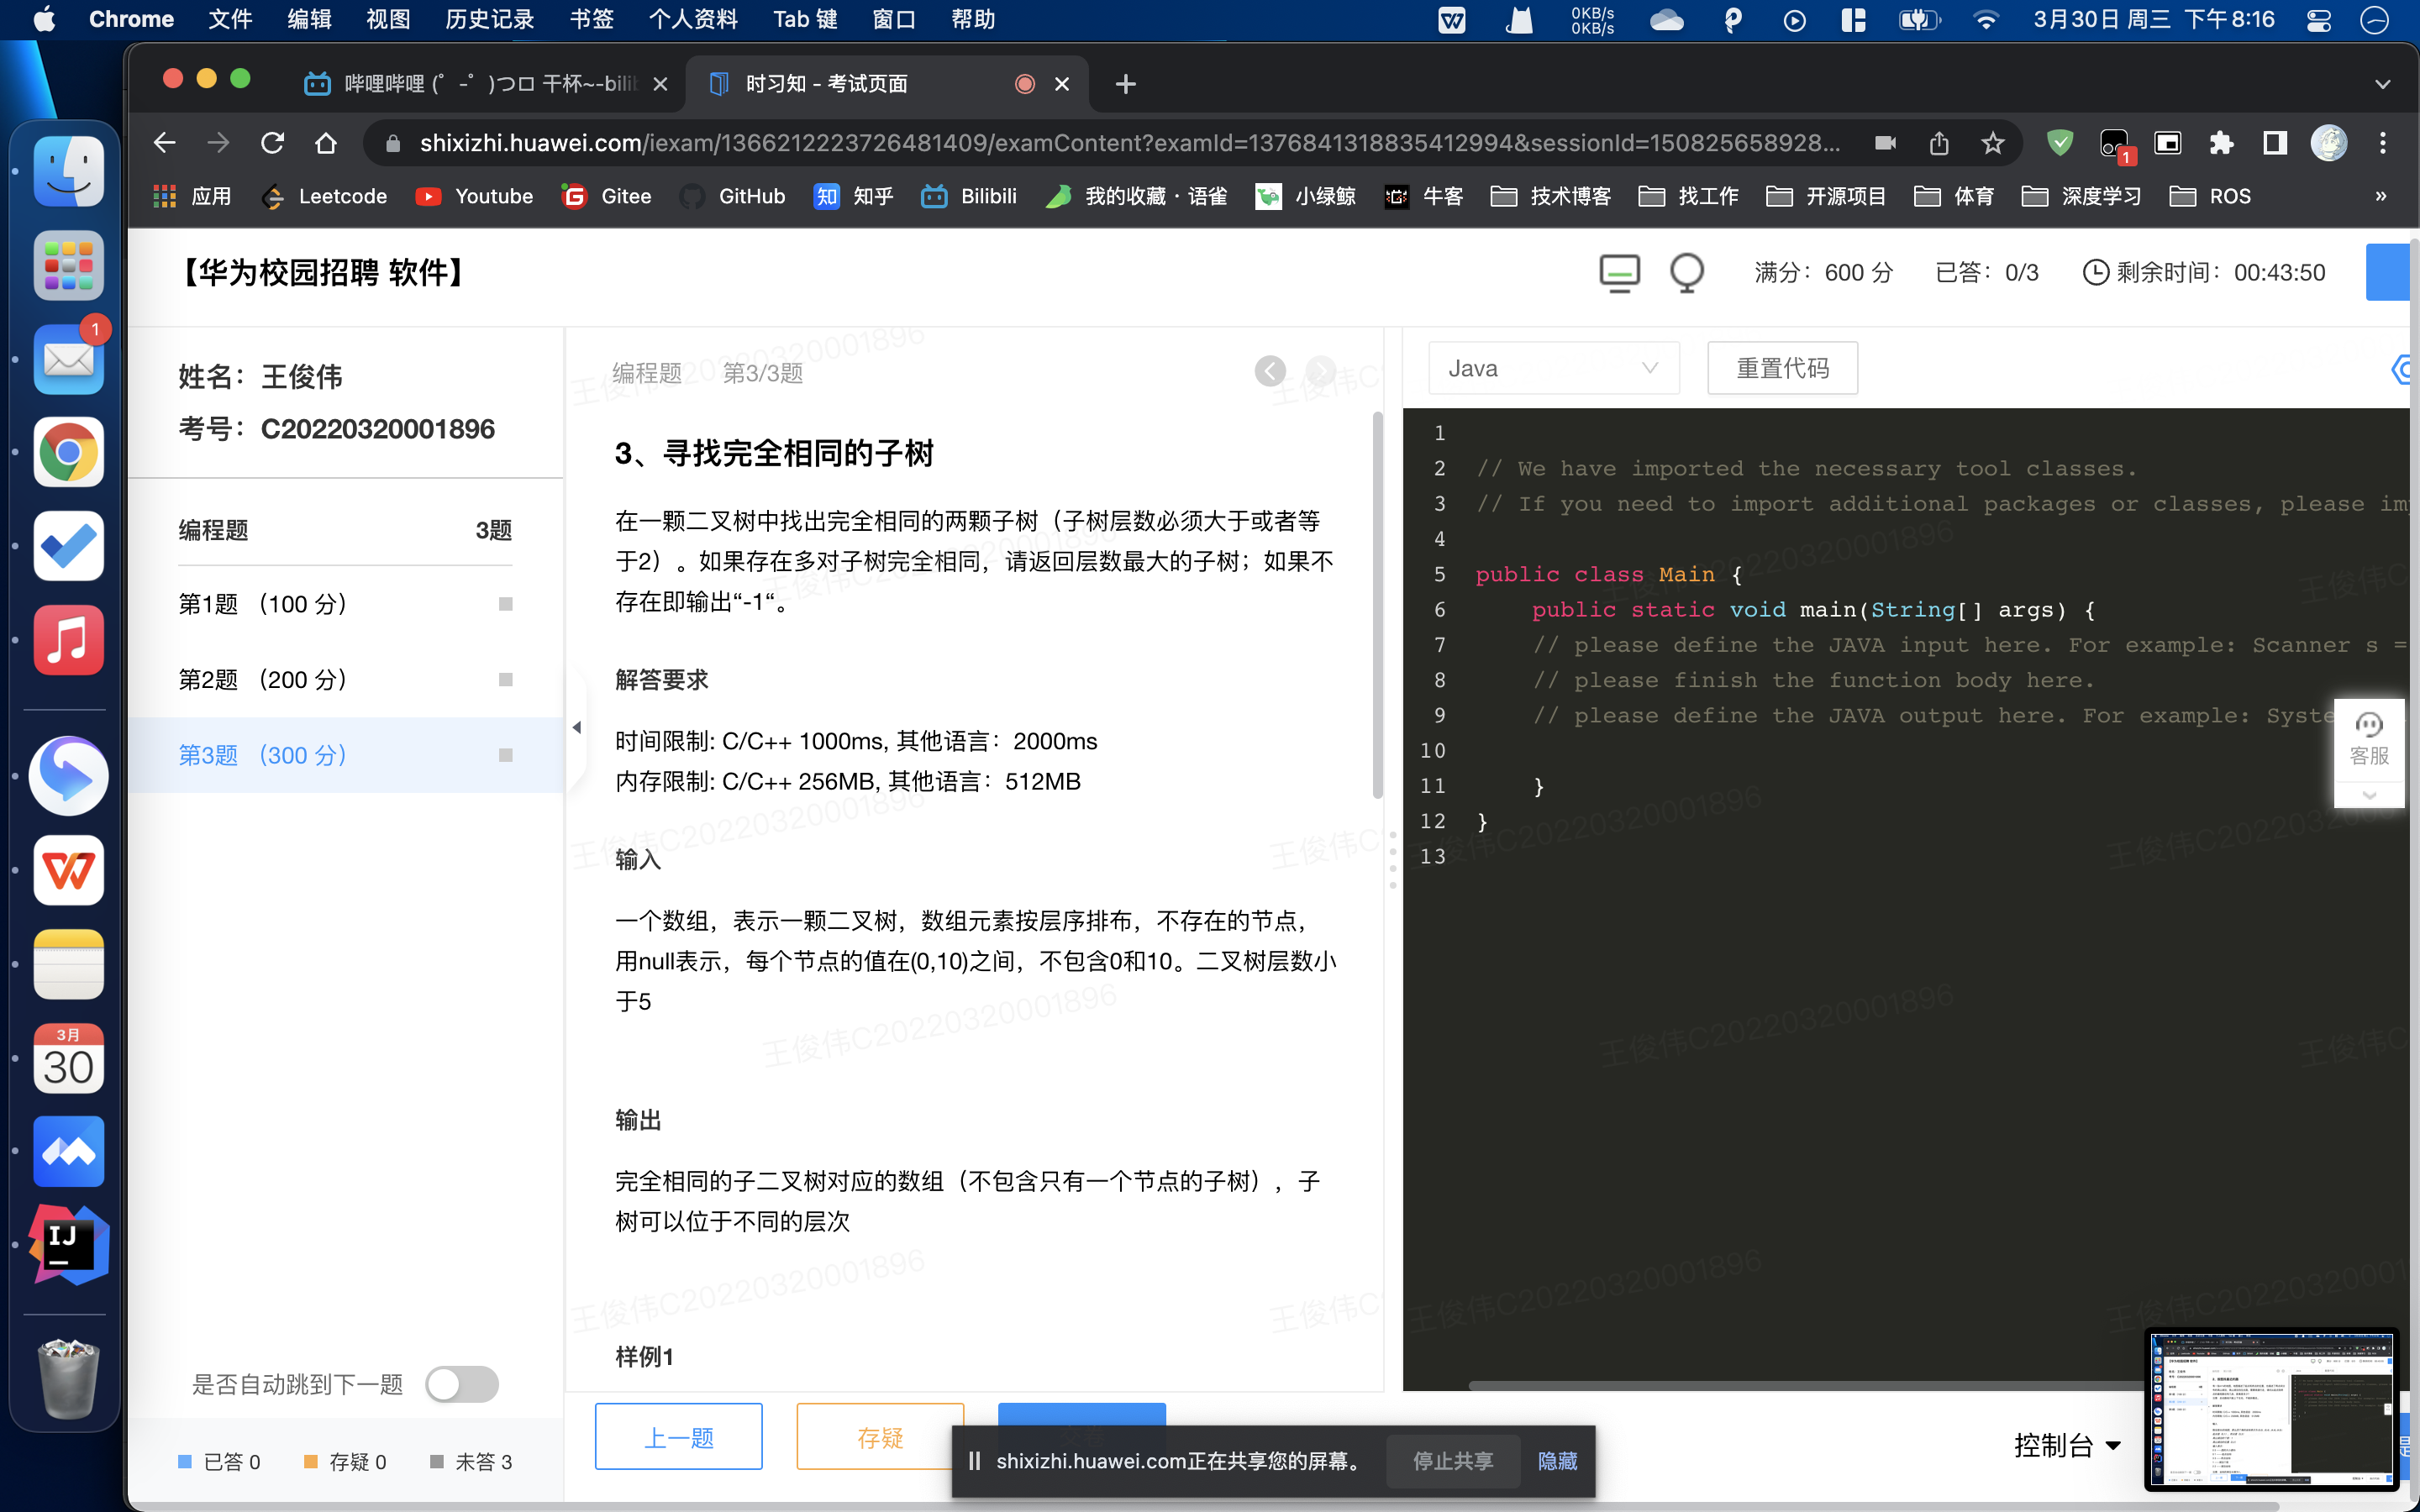 Chrome 文件 编辑 视图 历史记录 书签 个人资料 Tab 键 窗口 帮助
0KB/s
0KB/s
3月30日 周三 下午8:16
哔哩哔哩 (゜-゜)つロ 干杯~-bili
时习知 - 考试页面
shixizhi.huawei.com/iexam/1366212223726481409/examContent?examId=1376841318835412994&sessionId=150825658928...
1
应用 Leetcode Youtube Gitee GitHub 知乎 Bilibili 我的收藏 · 语雀 小绿鲸 牛客 技术博客 找工作 开源项目 体育 深度学习 ROS »
【华为校园招聘 软件】
满分：600 分 已答：0/3 剩余时间：00:43:50
姓名：王俊伟
考号：C20220320001896
编程题 3题
第1题 （100 分）
第2题 （200 分）
第3题 （300 分）
是否自动跳到下一题
已答 0 存疑 0 未答 3
编程题 第3/3题
3、寻找完全相同的子树
在一颗二叉树中找出完全相同的两颗子树（子树层数必须大于或者等
于2）。如果存在多对子树完全相同，请返回层数最大的子树；如果不
存在即输出“-1“。
解答要求
时间限制: C/C++ 1000ms, 其他语言：2000ms
内存限制: C/C++ 256MB, 其他语言：512MB
输入
一个数组，表示一颗二叉树，数组元素按层序排布，不存在的节点，
用null表示，每个节点的值在(0,10)之间，不包含0和10。二叉树层数小
于5
输出
完全相同的子二叉树对应的数组（不包含只有一个节点的子树），子
树可以位于不同的层次
样例1
上一题 存疑
Java 重置代码
1
2 // We have imported the necessary tool classes.
3 // If you need to import additional packages or classes, please im
4
5 public class Main {
6 public static void main(String[] args) {
7 // please define the JAVA input here. For example: Scanner s =
8 // please finish the function body here.
9 // please define the JAVA output here. For example: Syste
10
11 }
12 }
13
客服
控制台
shixizhi.huawei.com正在共享您的屏幕。 停止共享 隐藏
1
3月
30
IJ
王俊伟C20220320001896